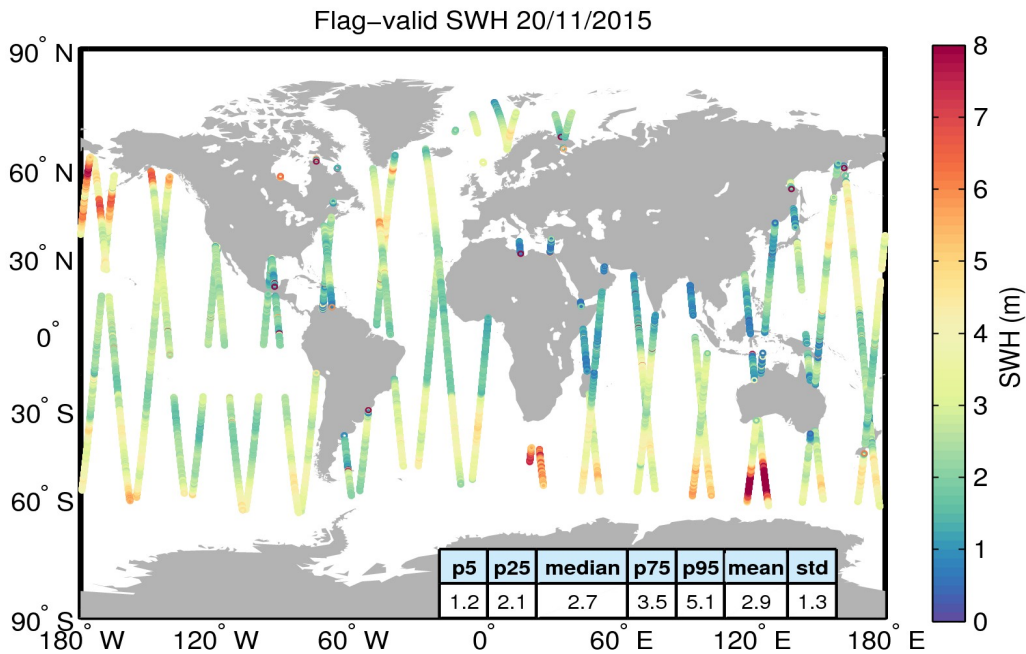 Flag−valid SWH 20/11/2015
90° N
60° N
30° N
0°
30° S
60° S
90° S
180° W
120° W
60° W
0°
60° E
120° E
180° E
p5 p25 median p75 p95 mean std
1.2 2.1 2.7 3.5 5.1 2.9 1.3
8
7
6
5
4
3
2
1
0
SWH (m)